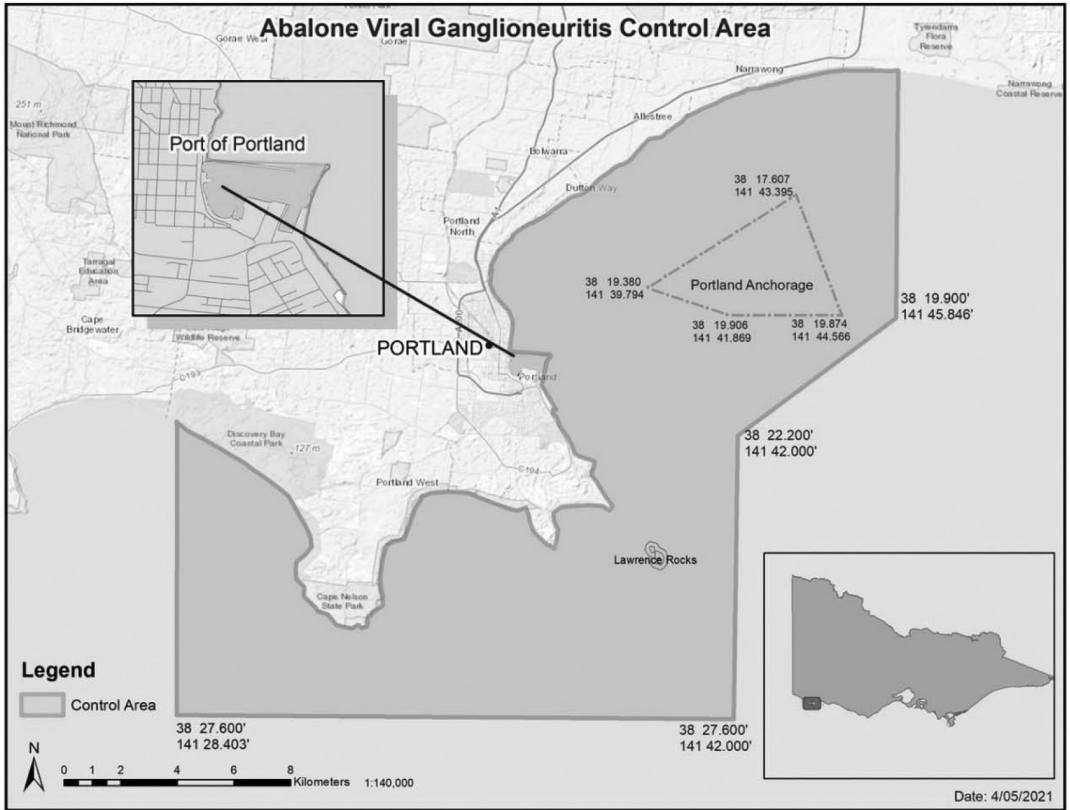 Abalone Viral Ganglioneuritis Control Area
Gorae West
Gorae
Tyrendarra
Flora
Reserve
Narrawong
Narrawong
Coastal Reserve
251 m
Mount Richmond
National Park
Port of Portland
Allestree
Bolwarra
Dutton Way
38 17.607
141 43.395
Portland
North
A1
Tarragal
Education
Area
38 19.380
141 39.794
Portland Anchorage
38 19.906
141 41.869
38 19.874
141 44.566
38 19.900'
141 45.846'
Cape
Bridgewater
Wildlife Reserve
PORTLAND
Portland
C193
38 22.200'
141 42.000'
Discovery Bay
Coastal Park
127 m
C194
Portland West
Lawrence Rocks
Cape Nelson
State Park
Legend
Control Area
38 27.600'
141 28.403'
38 27.600'
141 42.000'
N
0 1 2 4 6 8
Kilometers 1:140,000
Date: 4/05/2021